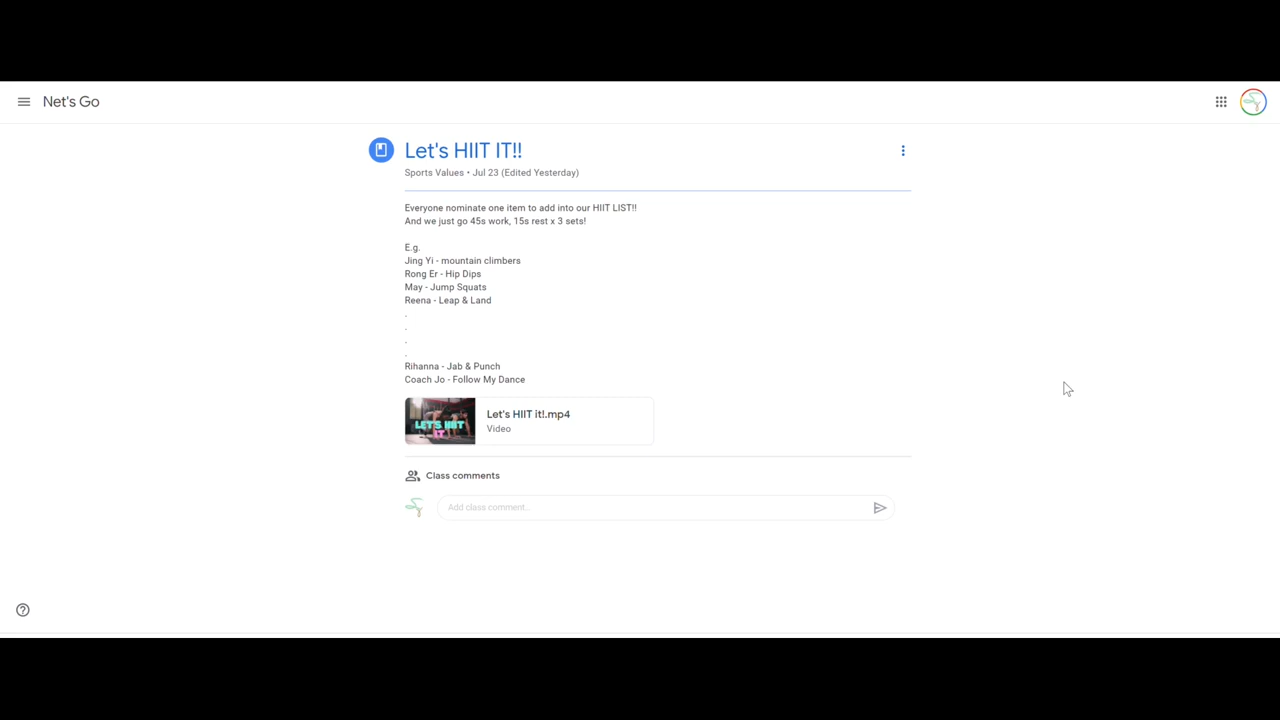 Net's Go
Let's HIIT IT!!
Sports Values • Jul 23 (Edited Yesterday)
Everyone nominate one item to add into our HIIT LIST!!
And we just go 45s work, 15s rest x 3 sets!
E.g.
Jing Yi - mountain climbers
Rong Er - Hip Dips
May - Jump Squats
Reena - Leap & Land
.
.
.
.
Rihanna - Jab & Punch
Coach Jo - Follow My Dance
LET'S HIIT
IT
Let's HIIT it!.mp4
Video
Class comments
Add class comment...